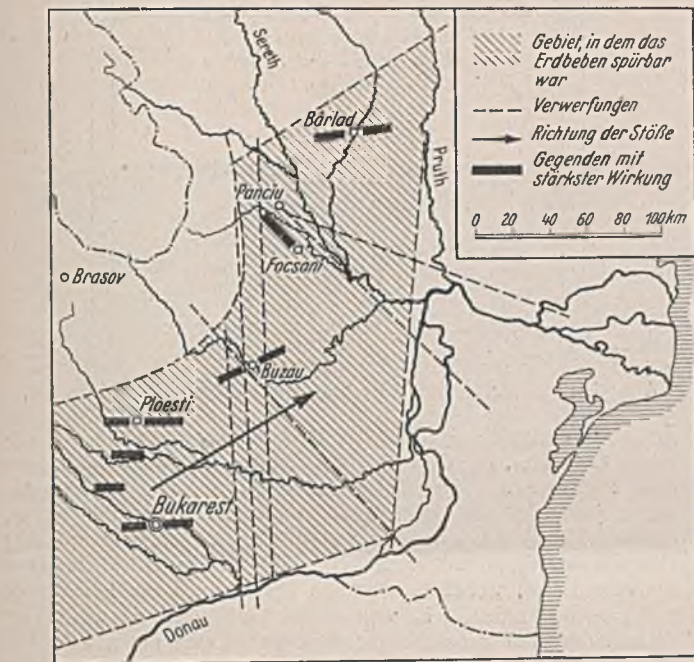 Gebiet, in dem das
Erdbeben spürbar
war
Verwerfungen
Richtung der Stöße
Gegenden mit
stärkster Wirkung
0 20 40 60 80 100km
Sereth
Bârlad
Pruth
Panciu
Focsani
Brasov
Buzau
Ploesti
Bukarest
Donau